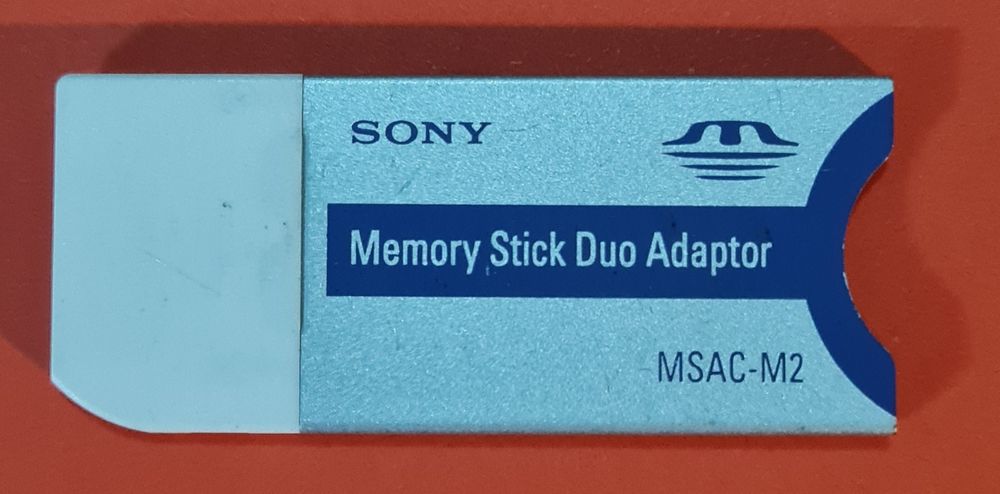 SONY
Memory Stick Duo Adaptor
MSAC-M2